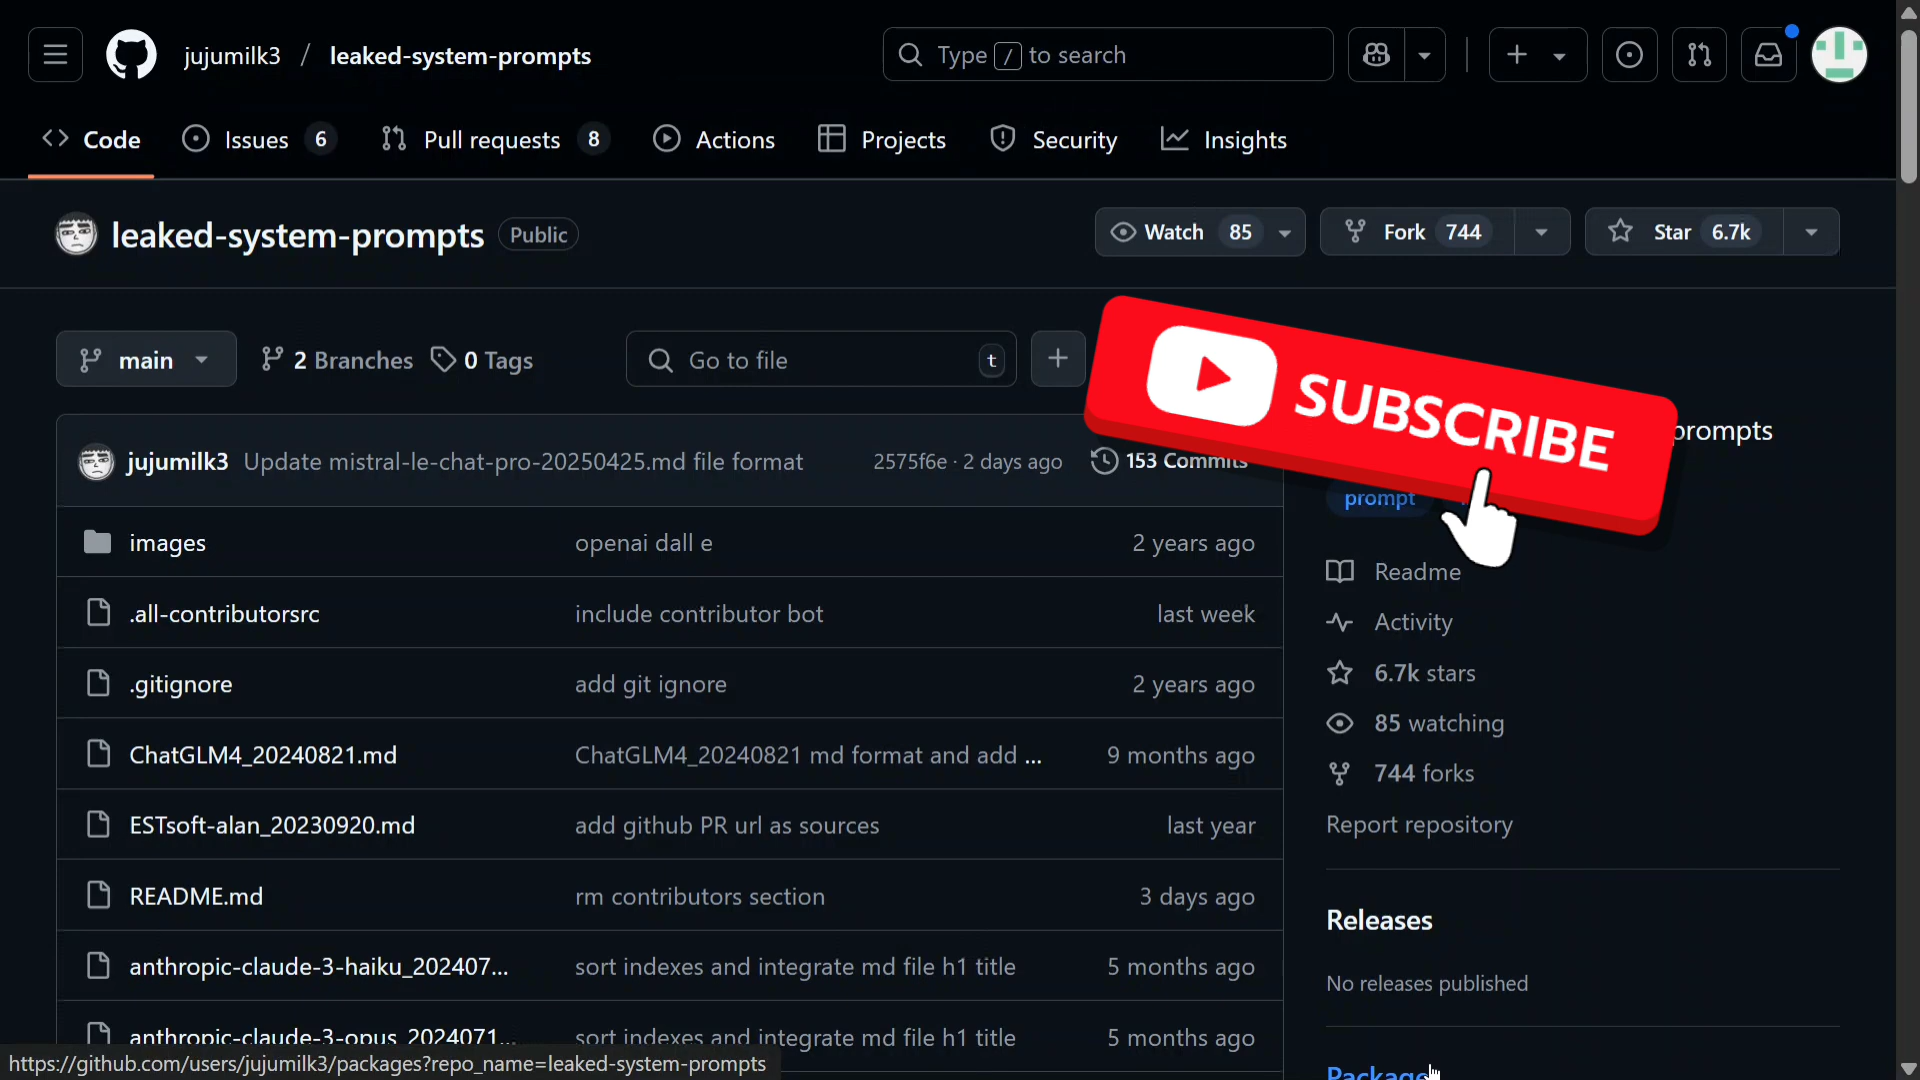 jujumilk3 / leaked-system-prompts
Type / to search
Code
Issues 6
Pull requests 8
Actions
Projects
Security
Insights
leaked-system-prompts Public
Watch 85
Fork 744
Star 6.7k
main
2 Branches
0 Tags
Go to file t
SUBSCRIBE
prompts
prompt
jujumilk3 Update mistral-le-chat-pro-20250425.md file format 2575f6e · 2 days ago 153 Commits
images openai dall e 2 years ago
.all-contributorsrc include contributor bot last week
.gitignore add git ignore 2 years ago
ChatGLM4_20240821.md ChatGLM4_20240821 md format and add ... 9 months ago
ESTsoft-alan_20230920.md add github PR url as sources last year
README.md rm contributors section 3 days ago
anthropic-claude-3-haiku_202407... sort indexes and integrate md file h1 title 5 months ago
anthropic-claude-3-opus_2024071... sort indexes and integrate md file h1 title 5 months ago
Readme
Activity
6.7k stars
85 watching
744 forks
Report repository
Releases
No releases published
Packages
https://github.com/users/jujumilk3/packages?repo_name=leaked-system-prompts